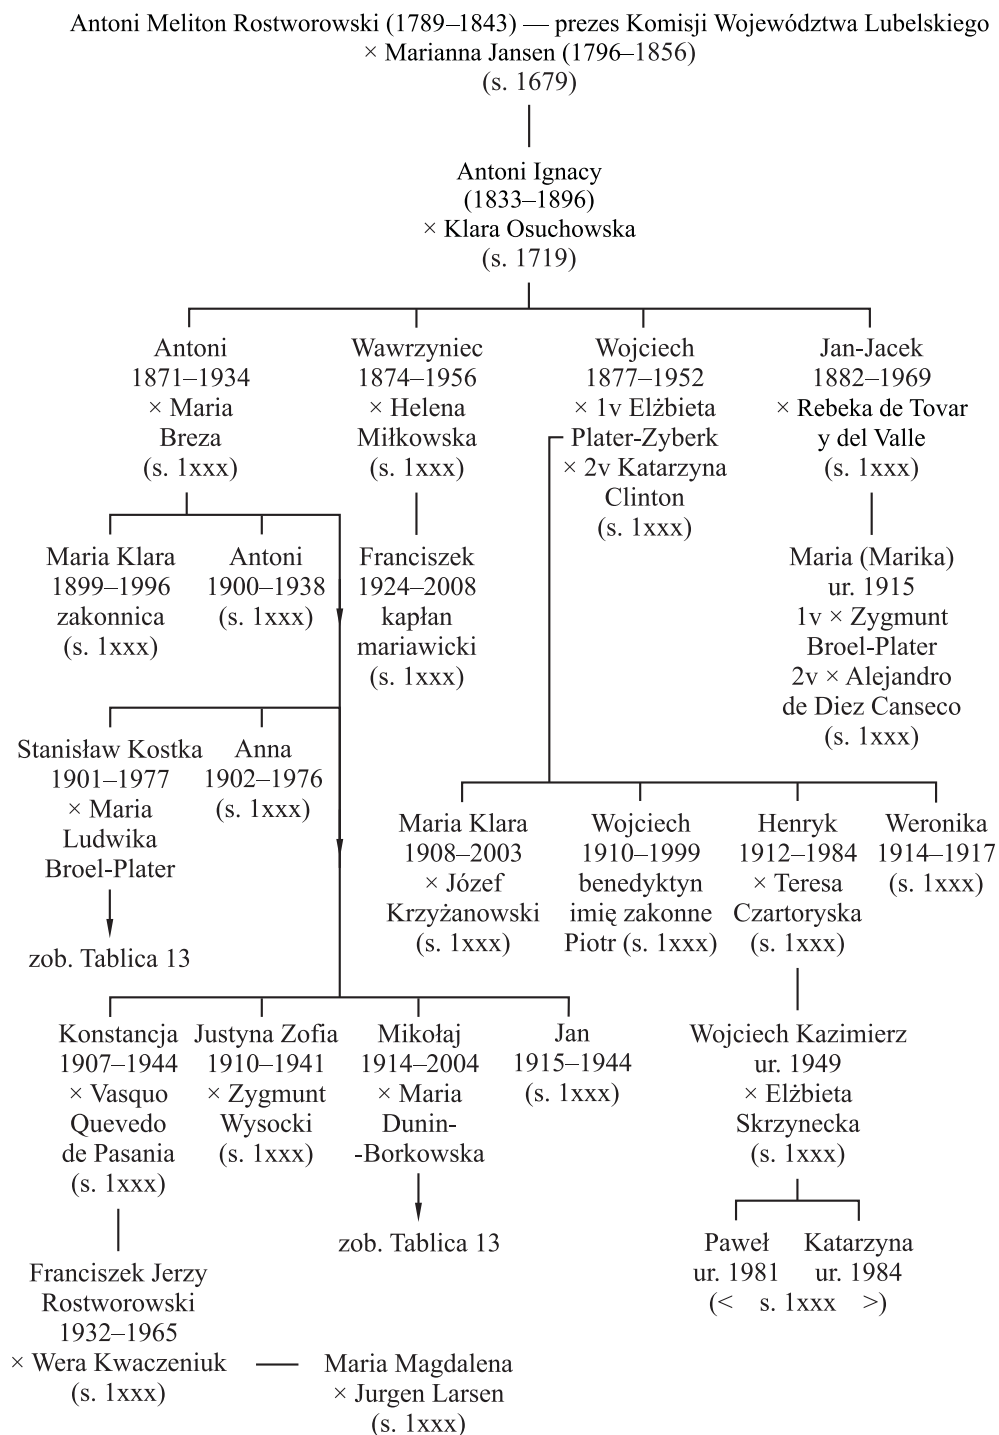 Antoni Meliton Rostworowski (1789–1843) — prezes Komisji Województwa Lubelskiego
× Marianna Jansen (1796–1856)
(s. 1679)
Antoni Ignacy
(1833–1896)
× Klara Osuchowska
(s. 1719)
Antoni
1871–1934
× Maria
Breza
(s. 1xxx)
Wawrzyniec
1874–1956
× Helena
Miłkowska
(s. 1xxx)
Wojciech
1877–1952
× 1v Elżbieta
Plater-Zyberk
× 2v Katarzyna
Clinton
(s. 1xxx)
Jan-Jacek
1882–1969
× Rebeka de Tovar
y del Valle
(s. 1xxx)
Maria Klara
1899–1996
zakonnica
(s. 1xxx)
Antoni
1900–1938
(s. 1xxx)
Franciszek
1924–2008
kapłan
mariawicki
(s. 1xxx)
Maria (Marika)
ur. 1915
1v × Zygmunt
Broel-Plater
2v × Alejandro
de Diez Canseco
(s. 1xxx)
Stanisław Kostka
1901–1977
× Maria
Ludwika
Broel-Plater
zob. Tablica 13
Anna
1902–1976
(s. 1xxx)
Maria Klara
1908–2003
× Józef
Krzyżanowski
(s. 1xxx)
Wojciech
1910–1999
benedyktyn
imię zakonne
Piotr (s. 1xxx)
Henryk
1912–1984
× Teresa
Czartoryska
(s. 1xxx)
Weronika
1914–1917
(s. 1xxx)
Konstancja
1907–1944
× Vasquo
Quevedo
de Pasania
(s. 1xxx)
Justyna Zofia
1910–1941
× Zygmunt
Wysocki
(s. 1xxx)
Mikołaj
1914–2004
× Maria
Dunin-
-Borkowska
zob. Tablica 13
Jan
1915–1944
(s. 1xxx)
Wojciech Kazimierz
ur. 1949
× Elżbieta
Skrzynecka
(s. 1xxx)
Paweł
ur. 1981
Katarzyna
ur. 1984
(< s. 1xxx >)
Franciszek Jerzy
Rostworowski
1932–1965
× Wera Kwaczeniuk
(s. 1xxx)
Maria Magdalena
× Jurgen Larsen
(s. 1xxx)